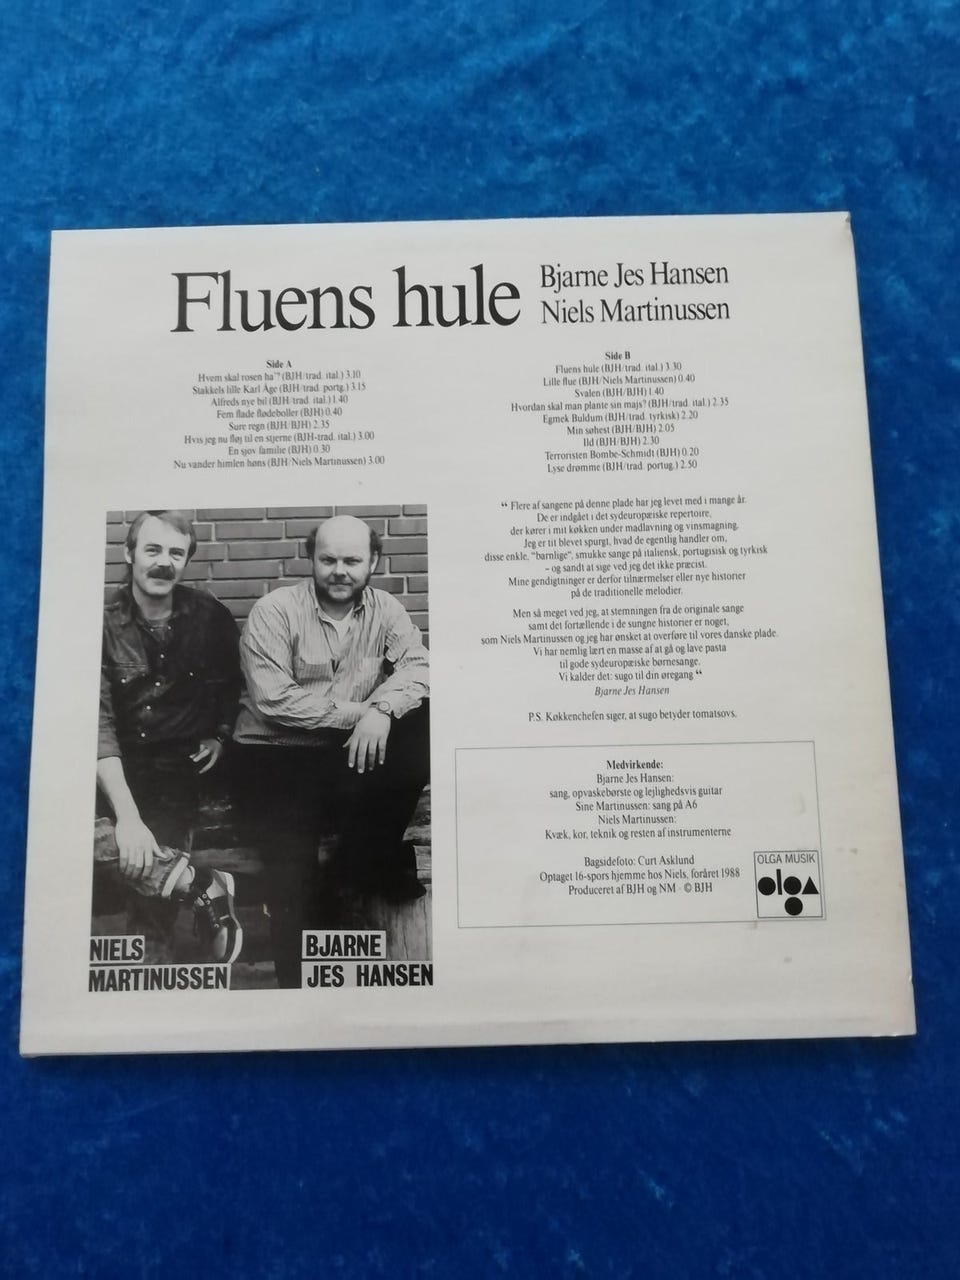 Fluens hule
Bjarne Jes Hansen
Niels Martinussen
Side A
Hvem skal rosen ha'? (BJH/trad. ital.) 3.10
Stakkels lille Karl Åge (BJH/trad. portg.) 3.15
Alfreds nye bil (BJH/trad. ital.) 1.40
Fem flade flødeboller (BJH) 0.40
Sure regn (BJH/BJH) 2.35
Hvis jeg nu fløj til en stjerne (BJH-trad. ital.) 3.00
En sjov familie (BJH) 0.30
Nu vander himlen høns (BJH/Niels Martinussen) 3.00
Side B
Fluens hule (BJH/trad. ital.) 3.30
Lille flue (BJH/Niels Martinussen) 0.40
Svalen (BJH/BJH) 1.40
Hvordan skal man plante sin majs? (BJH/trad. ital.) 2.35
Egmek Buldum (BJH/trad. tyrkisk) 2.20
Min søhest (BJH/BJH) 2.05
Ild (BJH/BJH) 2.30
Terroristen Bombe-Schmidt (BJH) 0.20
Lyse drømme (BJH/trad. portug.) 2.50
“ Flere af sangene på denne plade har jeg levet med i mange år.
De er indgået i det sydeuropæiske repertoire,
der kører i mit køkken under madlavning og vinsmagning.
Jeg er tit blevet spurgt, hvad de egentlig handler om,
disse enkle, "barnlige", smukke sange på italiensk, portugisisk og tyrkisk
– og sandt at sige ved jeg det ikke præcist.
Mine gendigtninger er derfor tilnærmelser eller nye historier
på de traditionelle melodier.
Men så meget ved jeg, at stemningen fra de originale sange
samt det fortællende i de sungne historier er noget,
som Niels Martinussen og jeg har ønsket at overføre til vores danske plade.
Vi har nemlig lært en masse af at gå og lave pasta
til gode sydeuropæiske børnesange.
Vi kalder det: sugo til din øregang “
Bjarne Jes Hansen
P.S. Køkkenchefen siger, at sugo betyder tomatsovs.
Medvirkende:
Bjarne Jes Hansen:
sang, opvaskebørste og lejlighedsvis guitar
Sine Martinussen: sang på A6
Niels Martinussen:
Kvæk, kor, teknik og resten af instrumenterne
Bagsidefoto: Curt Asklund
Optaget 16-spors hjemme hos Niels, foråret 1988
Produceret af BJH og NM · © BJH
OLGA MUSIK
olga
NIELS
MARTINUSSEN
BJARNE
JES HANSEN